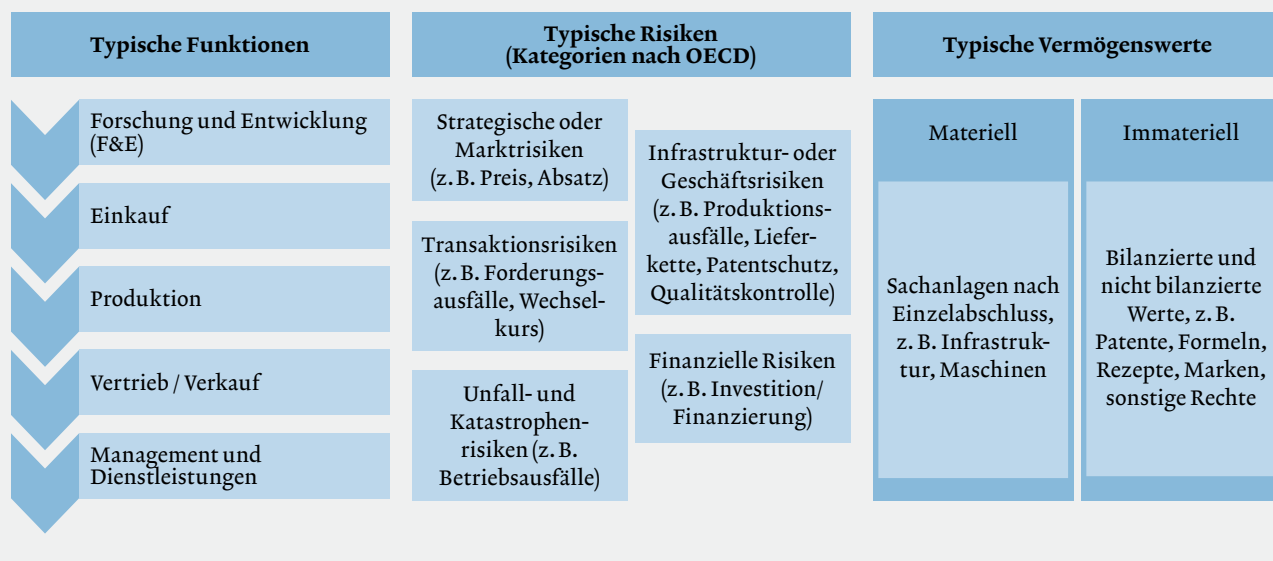 Typische Funktionen
Forschung und Entwicklung
(F&E)
Einkauf
Produktion
Vertrieb / Verkauf
Management und
Dienstleistungen
Typische Risiken
(Kategorien nach OECD)
Strategische oder
Marktrisiken
(z. B. Preis, Absatz)
Transaktionsrisiken
(z. B. Forderungs-
ausfälle, Wechsel-
kurs)
Unfall- und
Katastrophen-
risiken (z. B.
Betriebsausfälle)
Infrastruktur- oder
Geschäftsrisiken
(z. B. Produktions-
ausfälle, Liefer-
kette, Patentschutz,
Qualitätskontrolle)
Finanzielle Risiken
(z. B. Investition/
Finanzierung)
Typische Vermögenswerte
Materiell
Sachanlagen nach
Einzelabschluss,
z. B. Infrastruk-
tur, Maschinen
Immateriell
Bilanzierte und
nicht bilanzierte
Werte, z. B.
Patente, Formeln,
Rezepte, Marken,
sonstige Rechte